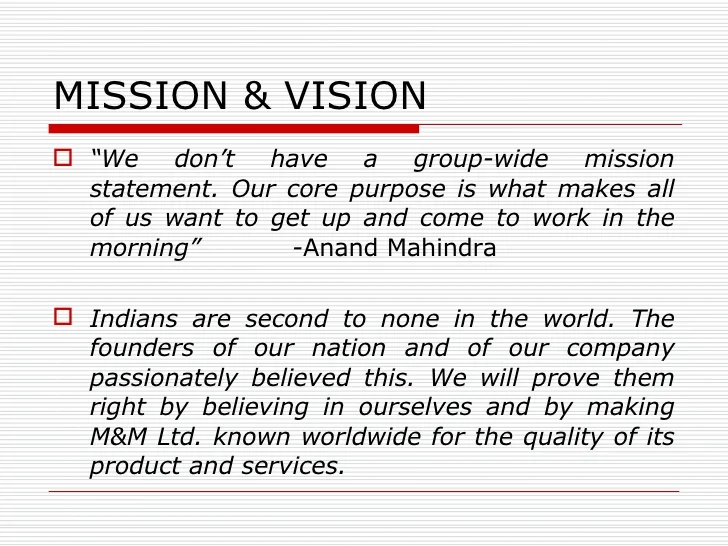 MISSION & VISION
“We don’t have a group-wide mission
statement. Our core purpose is what makes all
of us want to get up and come to work in the
morning” -Anand Mahindra
Indians are second to none in the world. The
founders of our nation and of our company
passionately believed this. We will prove them
right by believing in ourselves and by making
M&M Ltd. known worldwide for the quality of its
product and services.